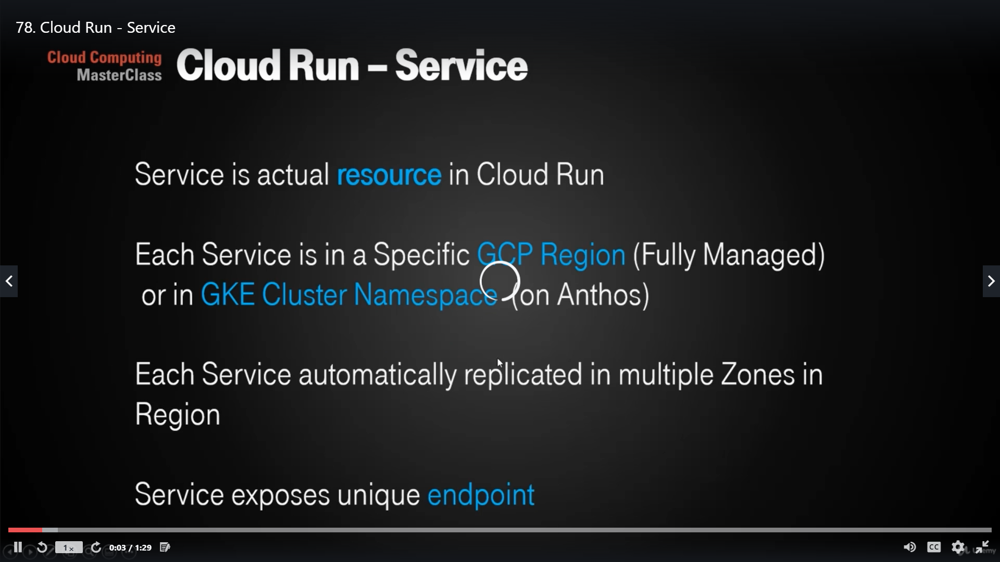 78. Cloud Run - Service
Cloud Computing
MasterClass
Cloud Run – Service
Service is actual resource in Cloud Run
Each Service is in a Specific GCP Region (Fully Managed)
or in GKE Cluster Namespace (on Anthos)
Each Service automatically replicated in multiple Zones in
Region
Service exposes unique endpoint
1x
0:03 / 1:29
CC
Udemy